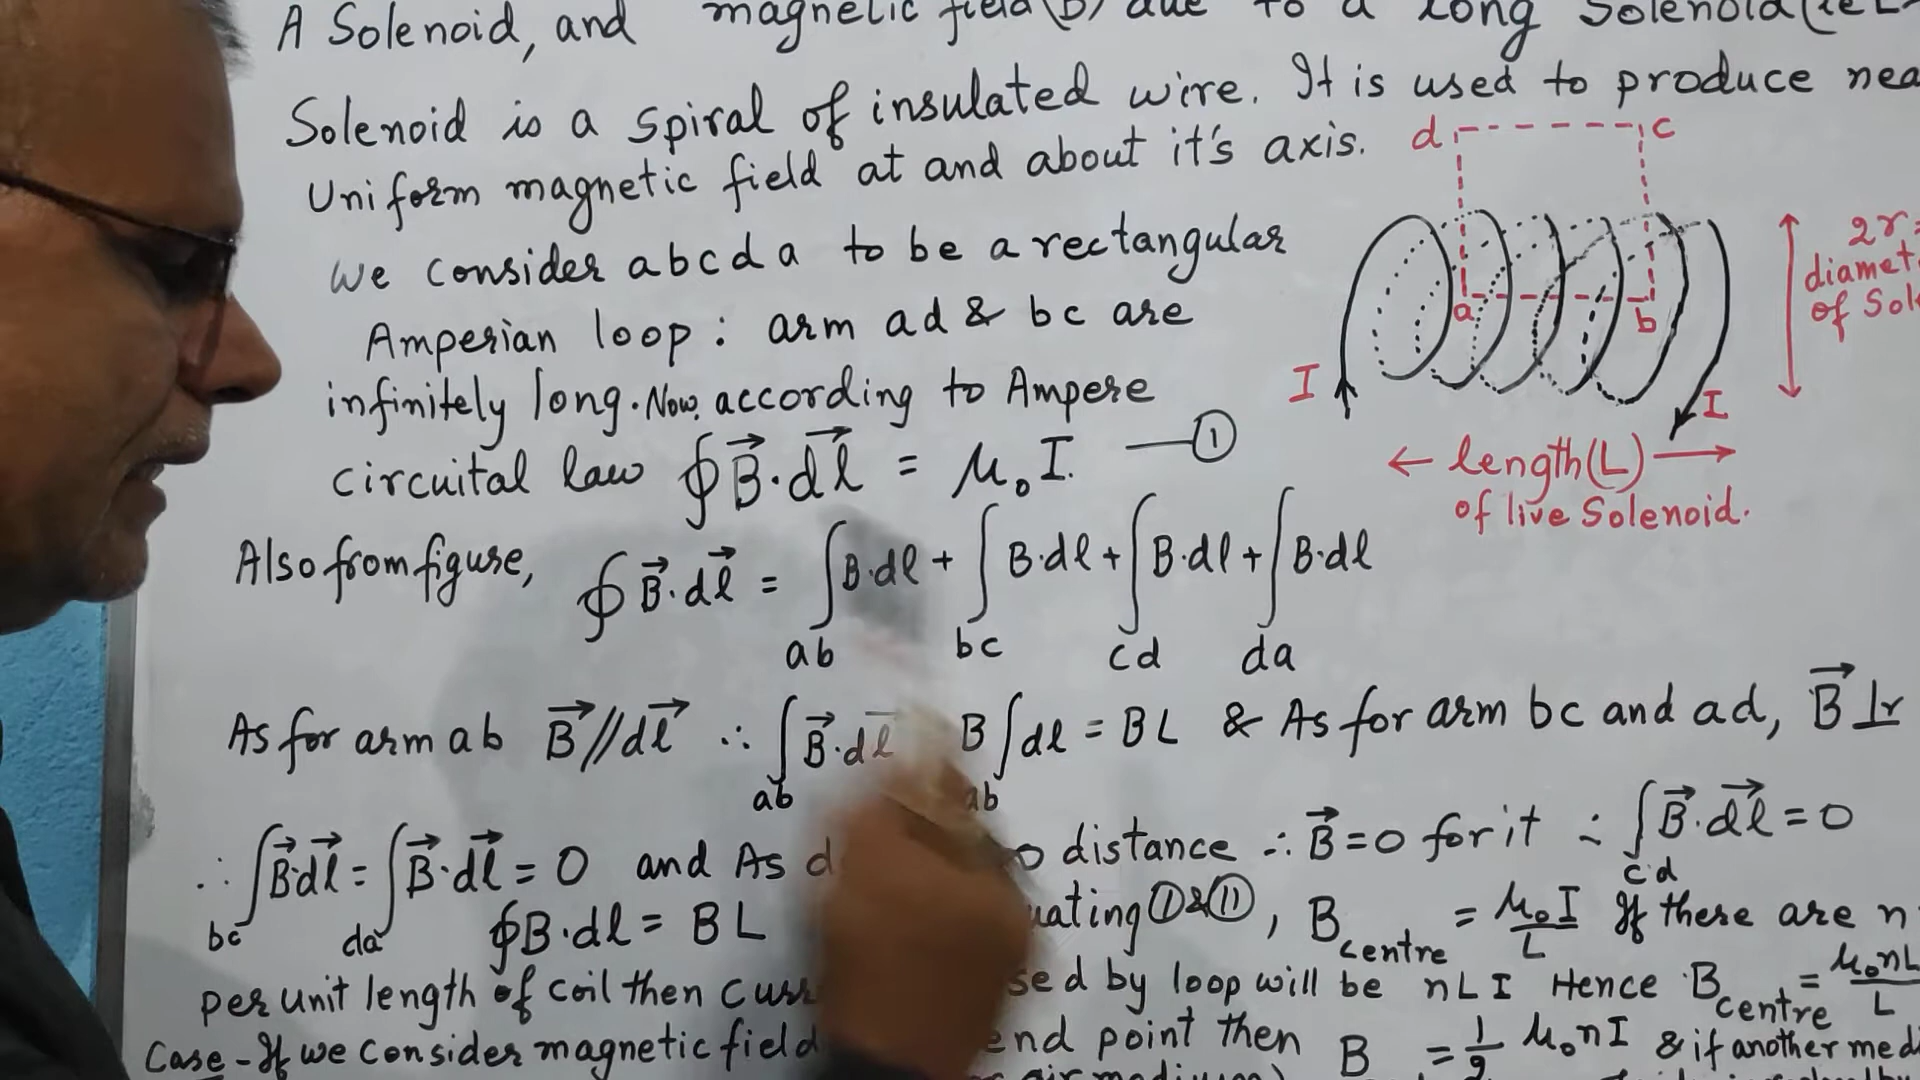 A Solenoid, and magnetic field (B) due to a long Solenoid
Solenoid is a spiral of insulated wire. It is used to produce nea
Uniform magnetic field at and about it's axis.
We consider abcda to be a rectangular
Amperian loop : arm ad & bc are
infinitely long. Now, according to Ampere
circuital law ∮B⃗·dl⃗ = μ₀I. —①
Also from figure, ∮B⃗·dl⃗ = ∫B·dl + ∫B·dl + ∫B·dl + ∫B·dl
ab bc cd da
As for arm ab B⃗//dl⃗ ∴ ∫B⃗·dl B∫dl = BL & As for arm bc and ad, B⃗ ⊥r
ab ab
∴ ∫B⃗·dl⃗ = ∫B⃗·dl⃗ = 0 and As distance ∴ B⃗=0 for it ∴ ∫B⃗·dl⃗ = 0
bc da cd
∮B·dl = BL uating ① & ⑪, B centre = μ₀I/L If there are n
per unit length of coil then curr sed by loop will be nLI Hence B centre = μ₀nL / L
Case - If we consider magnetic field end point then B = 1/2 μ₀nI & if another med
d c
a b
I I
2r=
diamet
of Sol
← length(L) →
of live Solenoid.